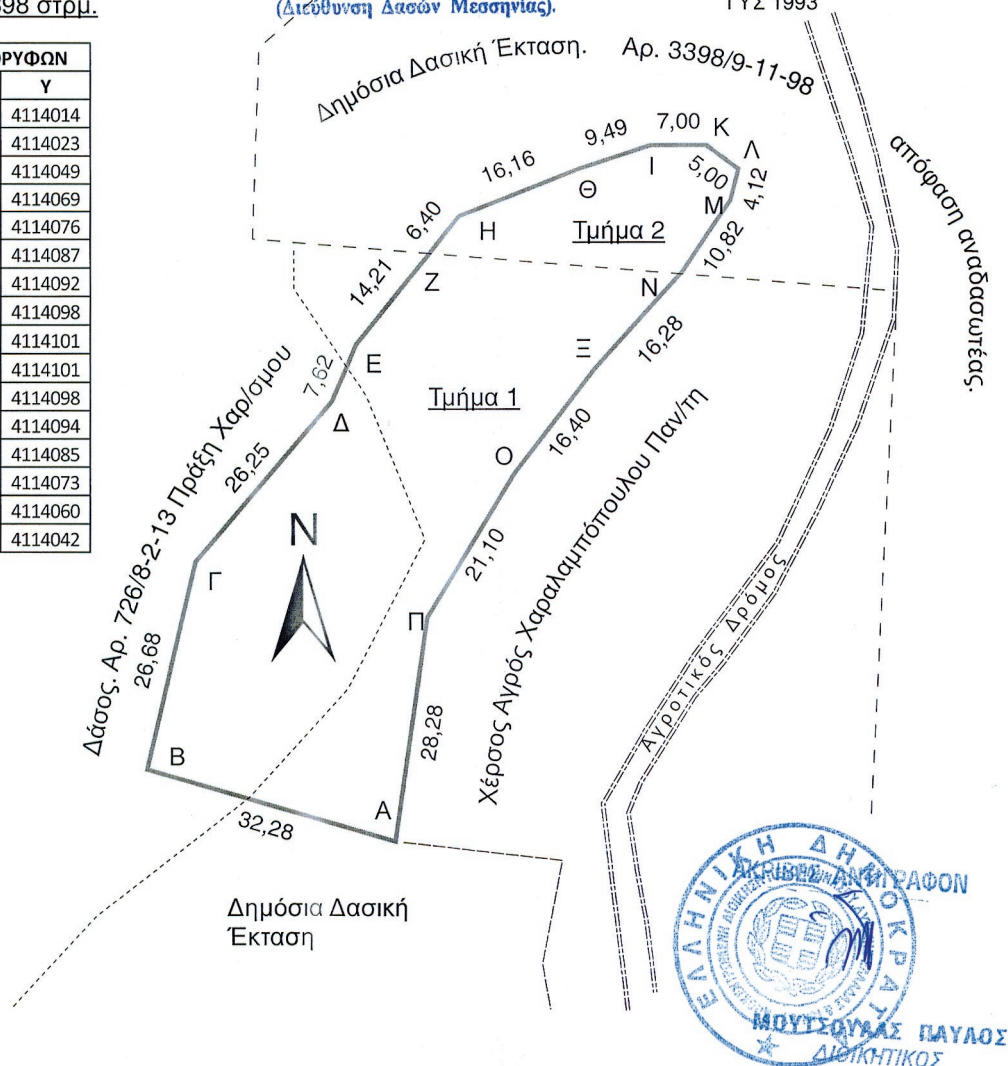 398 στρμ.
(Διεύθυνση Δασών Μεσσηνίας).
ΓΥΣ 1993
ΟΡΥΦΩΝ
Υ
4114014
4114023
4114049
4114069
4114076
4114087
4114092
4114098
4114101
4114101
4114098
4114094
4114085
4114073
4114060
4114042
Δημόσια Δασική Έκταση. Αρ. 3398/9-11-98
απόφαση αναδασωτέας.
7,00
Κ
9,49
Ι
5,00
Λ
4,12
16,16
Θ
Μ
6,40
Η
Τμήμα 2
10,82
14,21
Ζ
Ν
7,62
Ε
Ξ
16,28
Τμήμα 1
Δ
26,25
Ο
16,40
Δάσος. Αρ. 726/8-2-13 Πράξη Χαρ/σμου
Ν
Γ
21,10
Π
Χέρσος Αγρός Χαραλαμπόπουλου Παν/τη
Αγροτικός Δρόμος
26,68
28,28
Β
Α
32,28
Δημόσια Δασική
Έκταση
ΕΛΛΗΝΙΚΗ ΔΗΜΟΚΡΑΤ
ΑΚΡΙΒΕΣ ΑΝΤΙΓΡΑΦΟΝ
ΜΟΥΤΣΟΥΛΑΣ ΠΑΥΛΟΣ
ΔΙΟΙΚΗΤΙΚΟΣ